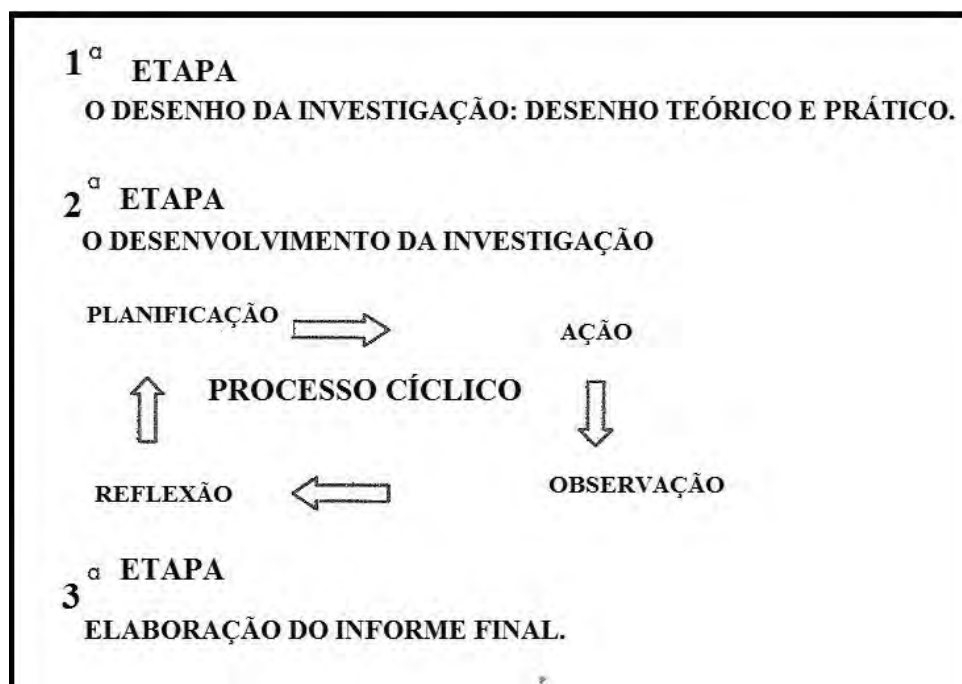 1ª ETAPA
O DESENHO DA INVESTIGAÇÃO: DESENHO TEÓRICO E PRÁTICO.
2ª ETAPA
O DESENVOLVIMENTO DA INVESTIGAÇÃO
PLANIFICAÇÃO AÇÃO
PROCESSO CÍCLICO
REFLEXÃO OBSERVAÇÃO
3ª ETAPA
ELABORAÇÃO DO INFORME FINAL.